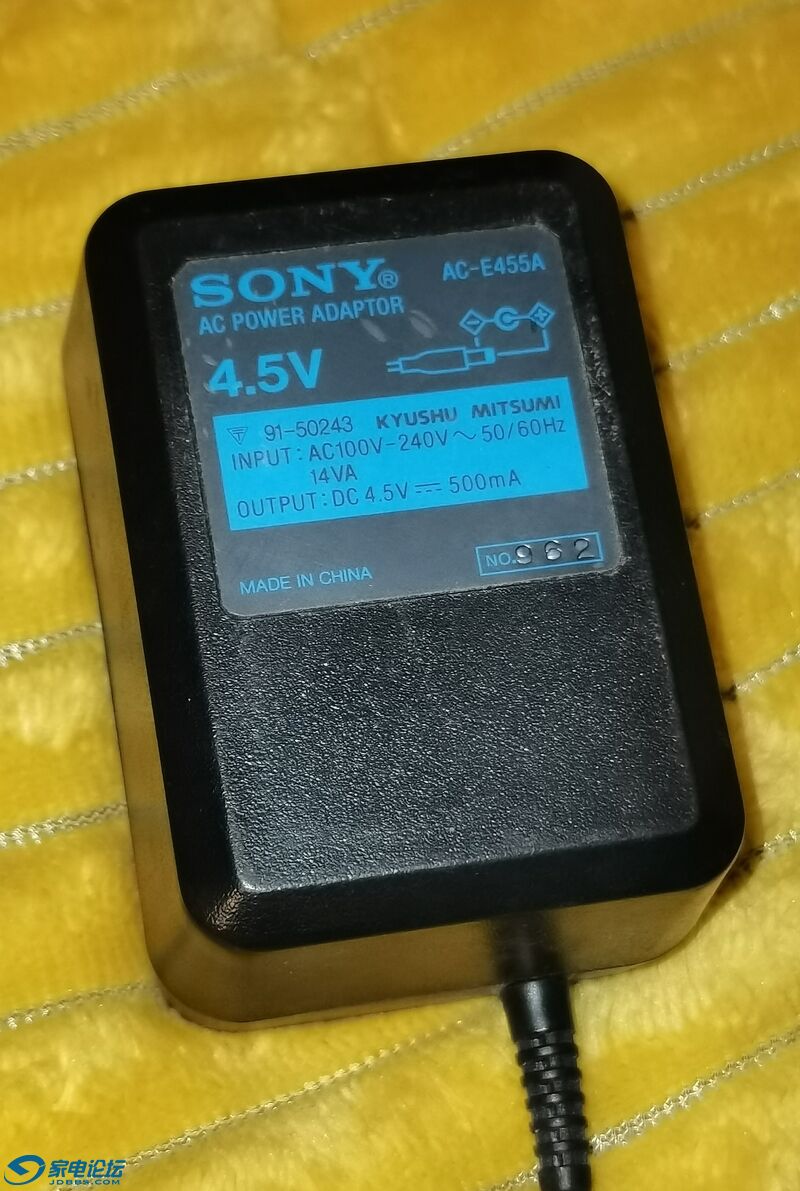 SONY®
AC-E455A
AC POWER ADAPTOR
4.5V
91-50243 KYUSHU MITSUMI
INPUT: AC100V-240V~50/60Hz
14VA
OUTPUT: DC 4.5V⎓500mA
NO. 962
MADE IN CHINA
家电论坛
JDBBS.COM